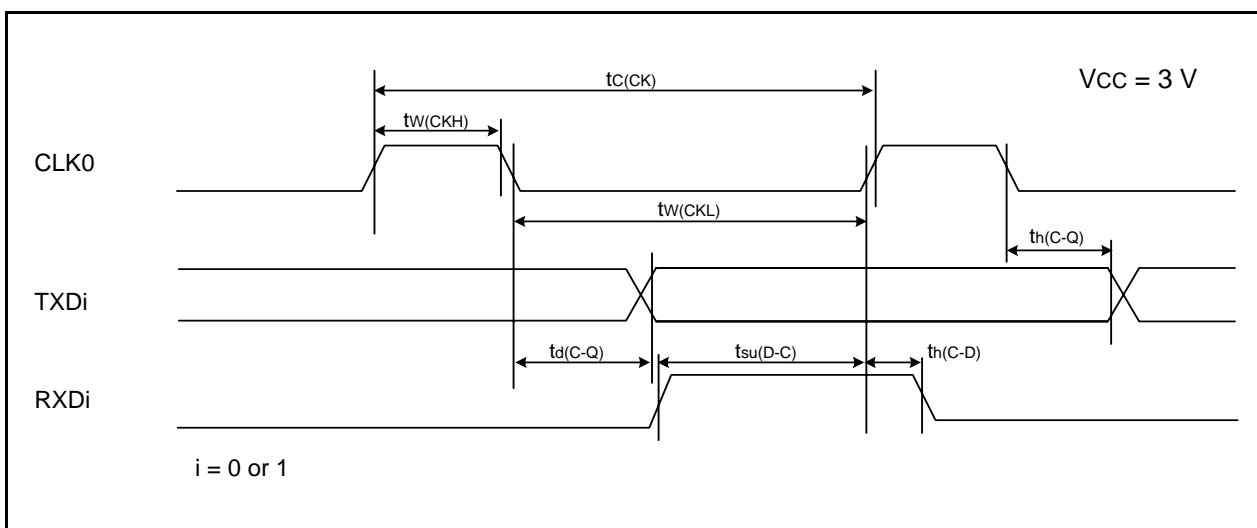 tC(CK)
VCC = 3 V
tW(CKH)
CLK0
tW(CKL)
th(C-Q)
TXDi
td(C-Q)
tsu(D-C)
th(C-D)
RXDi
i = 0 or 1